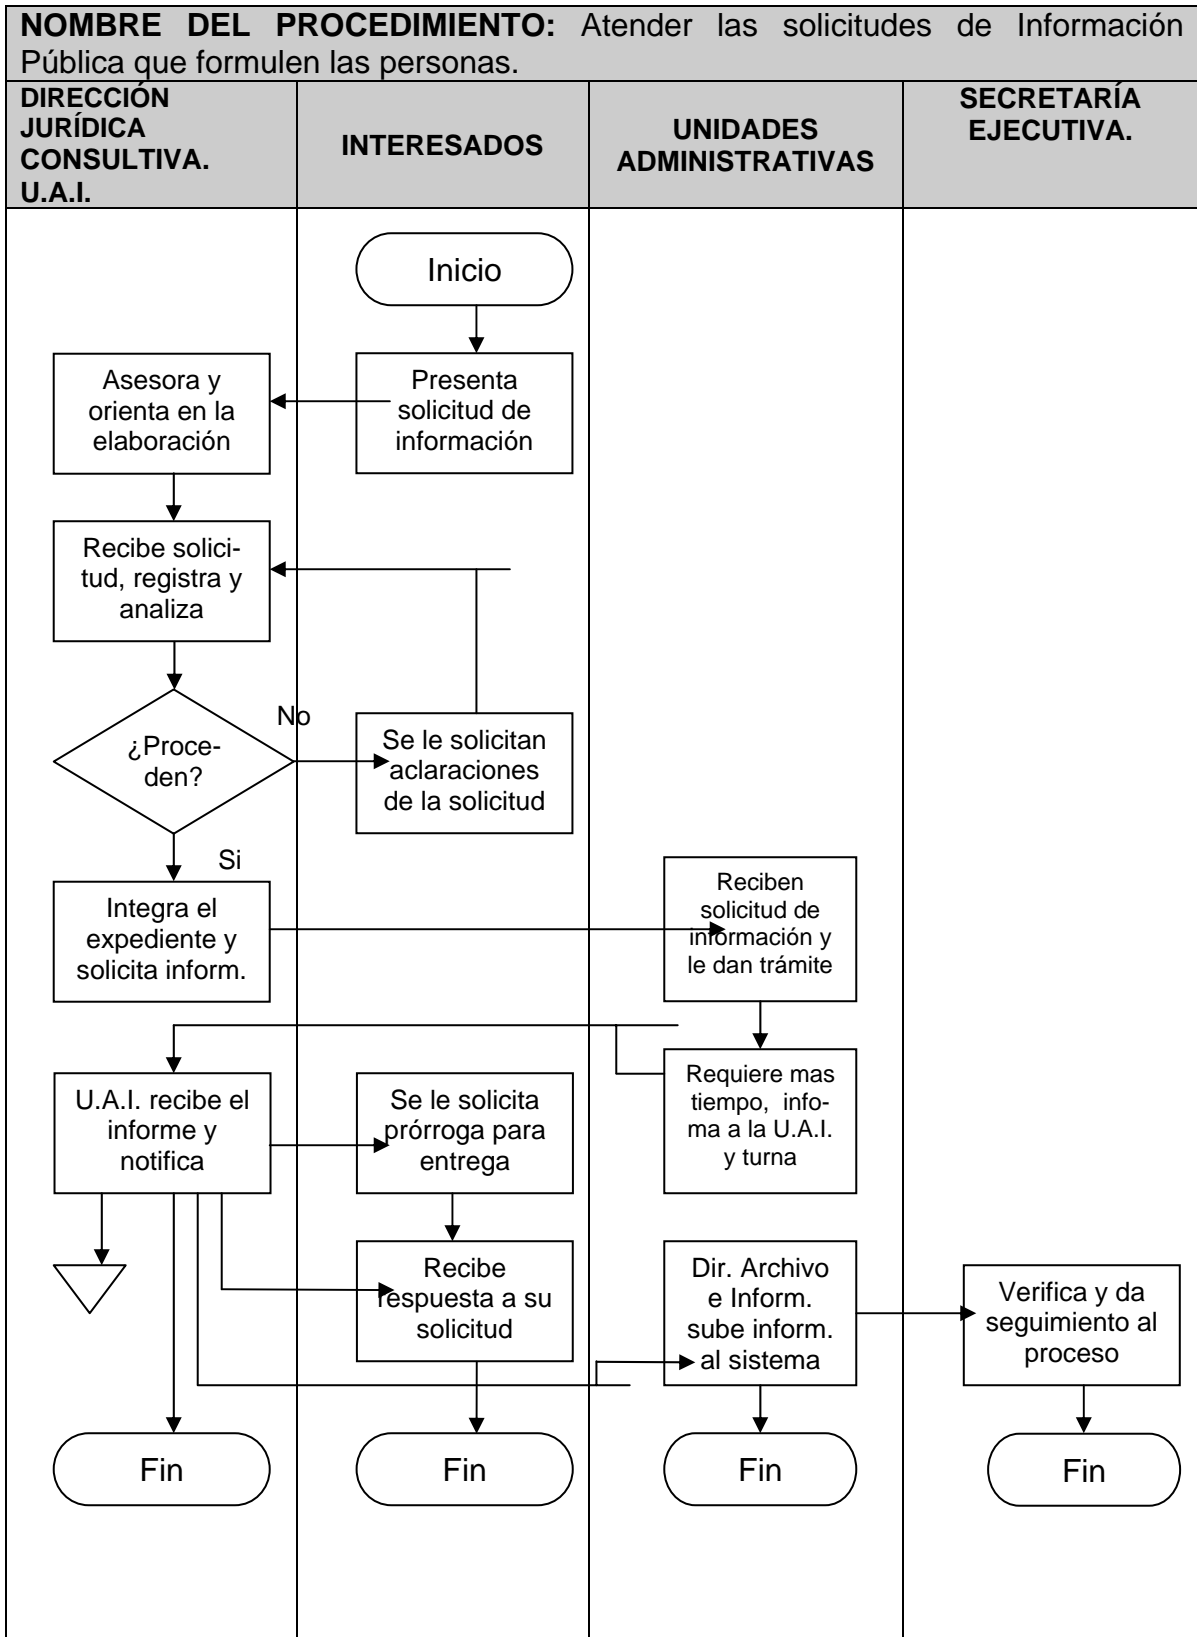 NOMBRE DEL PROCEDIMIENTO: Atender las solicitudes de Información
Pública que formulen las personas.
DIRECCIÓN
JURÍDICA
CONSULTIVA.
U.A.I.
INTERESADOS
UNIDADES
ADMINISTRATIVAS
SECRETARÍA
EJECUTIVA.
Inicio
Asesora y
orienta en la
elaboración
Presenta
solicitud de
información
Recibe solici-
tud, registra y
analiza
¿Proce-
den?
No
Se le solicitan
aclaraciones
de la solicitud
Si
Integra el
expediente y
solicita inform.
Reciben
solicitud de
información y
le dan trámite
U.A.I. recibe el
informe y
notifica
Se le solicita
prórroga para
entrega
Requiere mas
tiempo, info-
ma a la U.A.I.
y turna
Recibe
respuesta a su
solicitud
Dir. Archivo
e Inform.
sube inform.
al sistema
Verifica y da
seguimiento al
proceso
Fin
Fin
Fin
Fin